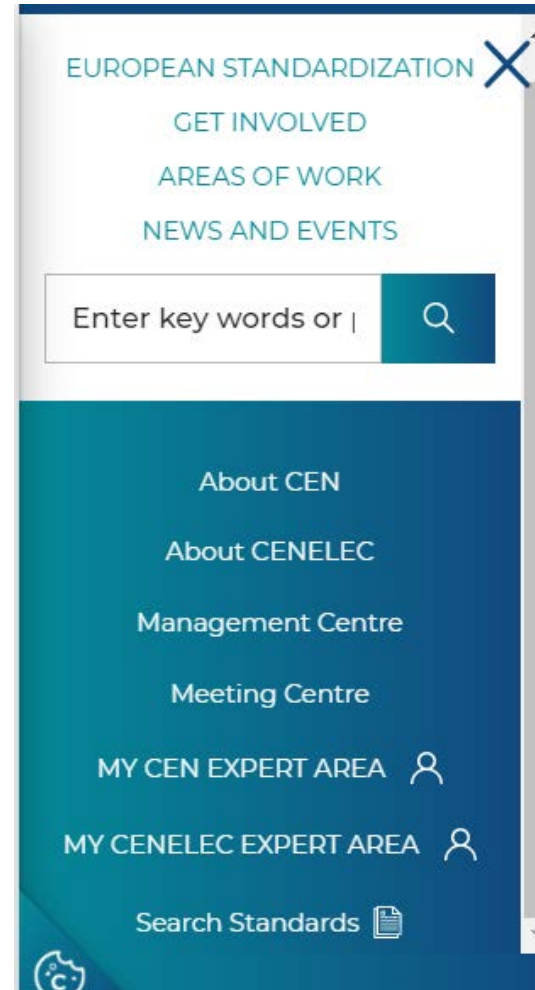 EUROPEAN STANDARDIZATION
GET INVOLVED
AREAS OF WORK
NEWS AND EVENTS
Enter key words or
About CEN
About CENELEC
Management Centre
Meeting Centre
MY CEN EXPERT AREA
MY CENELEC EXPERT AREA
Search Standards